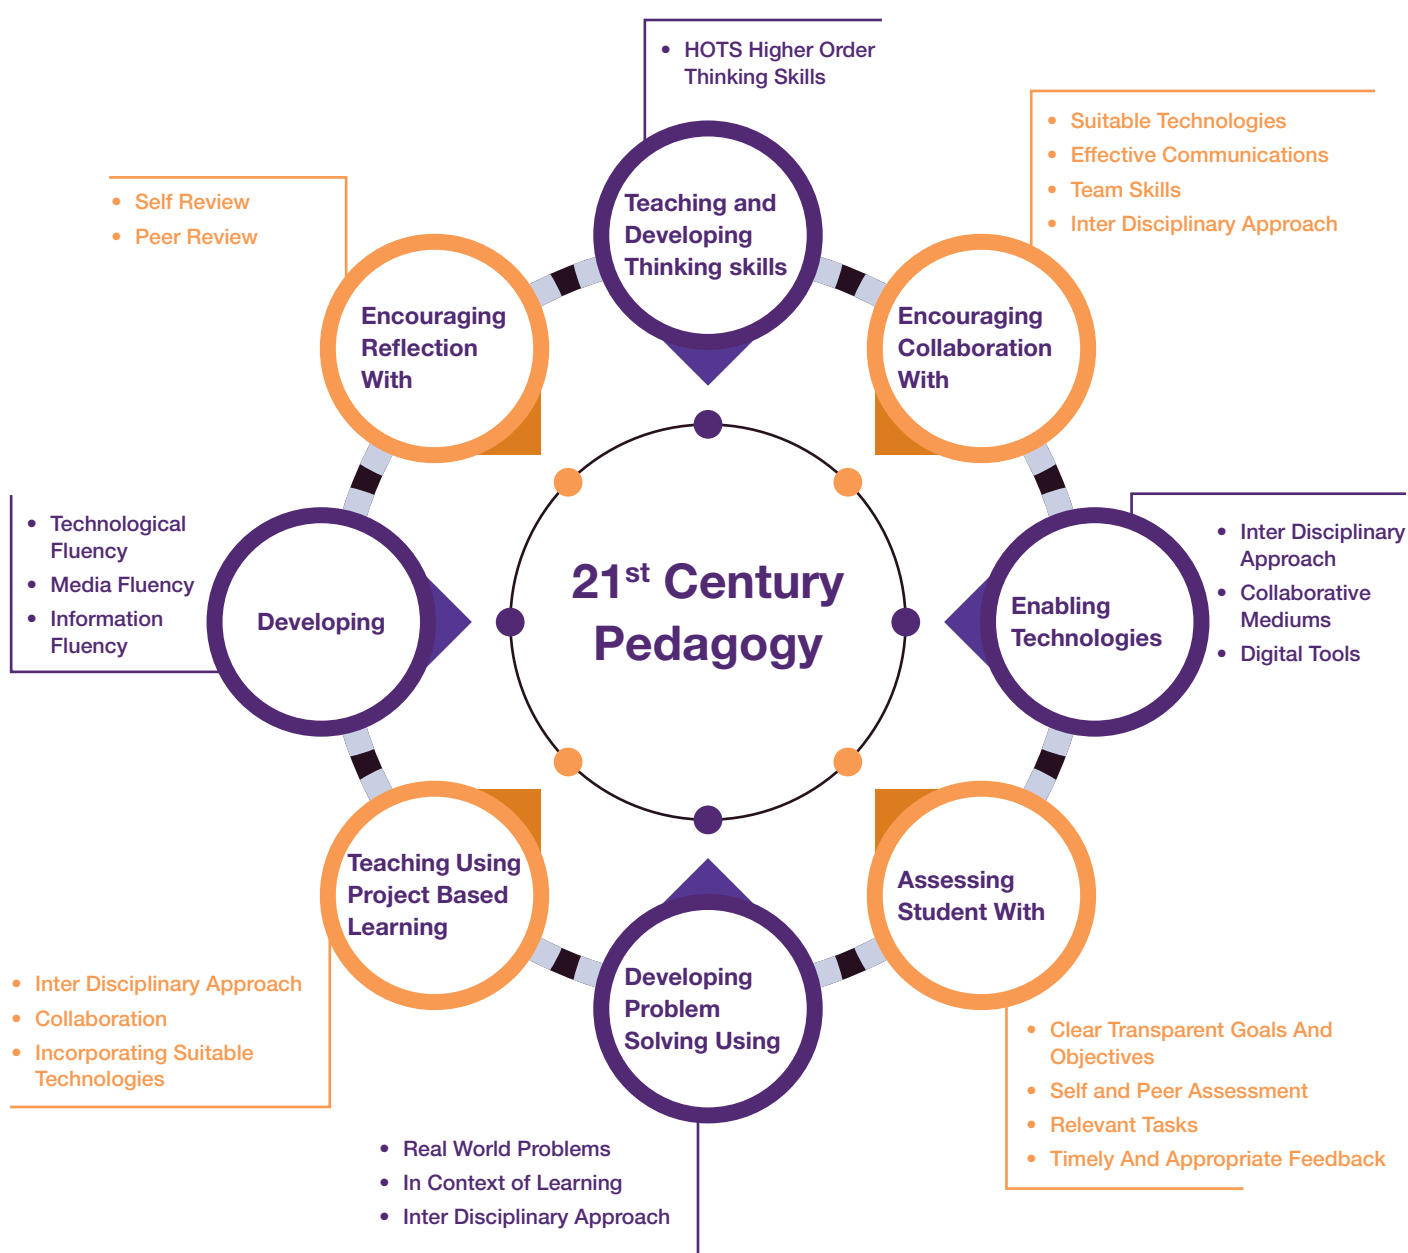 HOTS Higher Order
Thinking Skills
Teaching and
Developing
Thinking skills
Suitable Technologies
Effective Communications
Team Skills
Inter Disciplinary Approach
Encouraging
Collaboration
With
Inter Disciplinary
Approach
Collaborative
Mediums
Digital Tools
Enabling
Technologies
Assessing
Student With
Clear Transparent Goals And
Objectives
Self and Peer Assessment
Relevant Tasks
Timely And Appropriate Feedback
Developing
Problem
Solving Using
Real World Problems
In Context of Learning
Inter Disciplinary Approach
Teaching Using
Project Based
Learning
Inter Disciplinary Approach
Collaboration
Incorporating Suitable
Technologies
Developing
Technological
Fluency
Media Fluency
Information
Fluency
Encouraging
Reflection
With
Self Review
Peer Review
21st Century
Pedagogy